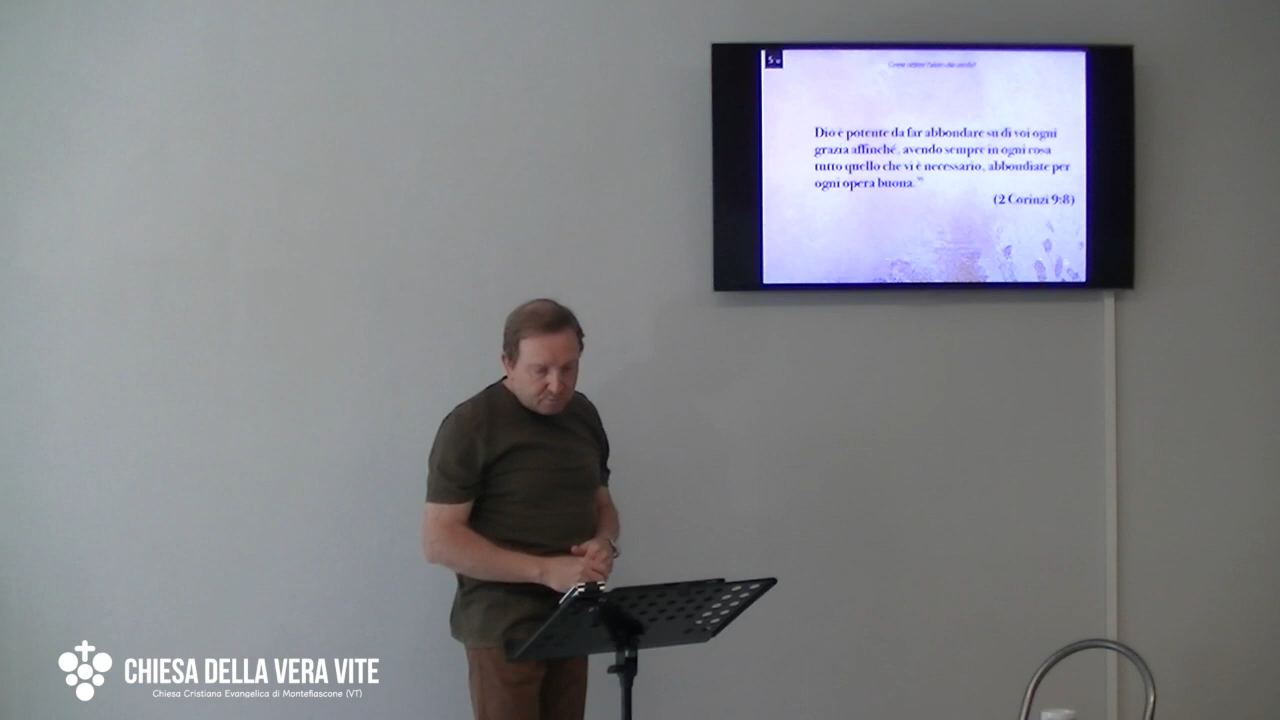 Dio è potente da far abbondare su di voi ogni
grazia affinché, avendo sempre in ogni cosa
tutto quello che vi è necessario, abbondiate per
ogni opera buona."
(2 Corinzi 9:8)
CHIESA DELLA VERA VITE
Chiesa Cristiana Evangelica di Montefiascone (VT)